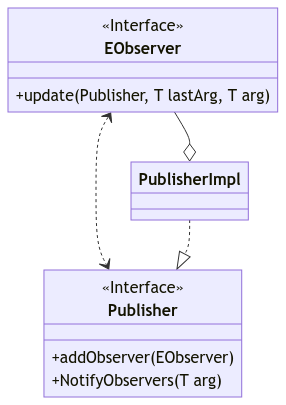 «Interface»
EObserver
+update(Publisher, T lastArg, T arg)
PublisherImpl
«Interface»
Publisher
+addObserver(EObserver)
+NotifyObservers(T arg)